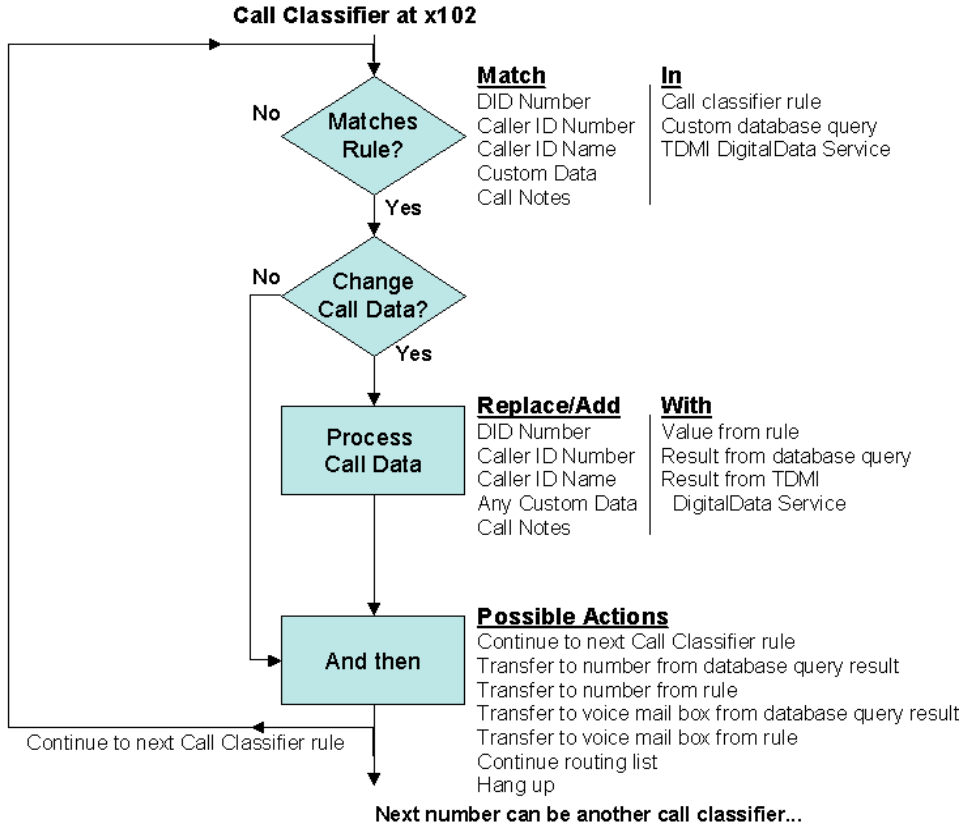 Call Classifier at x102
No
Matches
Rule?
Yes
Match
DID Number
Caller ID Number
Caller ID Name
Custom Data
Call Notes
In
Call classifier rule
Custom database query
TDMI DigitalData Service
No
Change
Call Data?
Yes
Process
Call Data
Replace/Add
DID Number
Caller ID Number
Caller ID Name
Any Custom Data
Call Notes
With
Value from rule
Result from database query
Result from TDMI
DigitalData Service
And then
Possible Actions
Continue to next Call Classifier rule
Transfer to number from database query result
Transfer to number from rule
Transfer to voice mail box from database query result
Transfer to voice mail box from rule
Continue routing list
Hang up
Continue to next Call Classifier rule
Next number can be another call classifier...